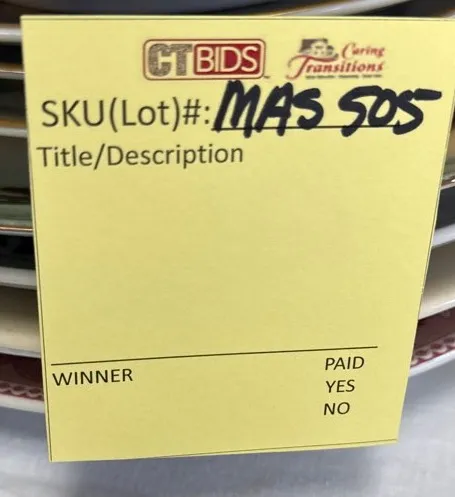 CTBIDS Caring
Transitions
SKU(Lot)#: MAS 505
Title/Description
WINNER PAID
YES
NO